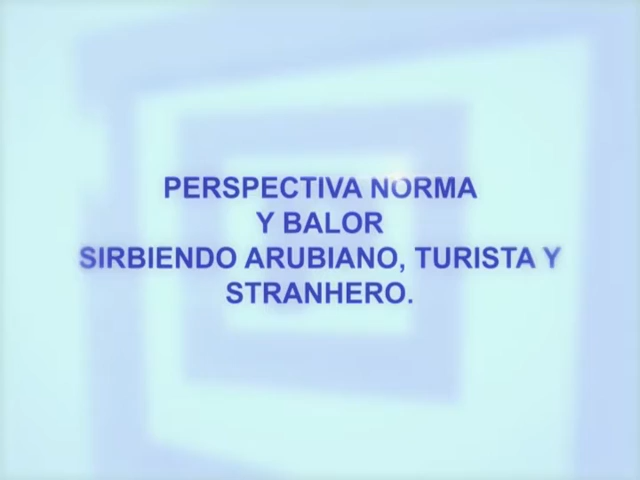 PERSPECTIVA NORMA
Y BALOR
SIRBIENDO ARUBIANO, TURISTA Y
STRANHERO.